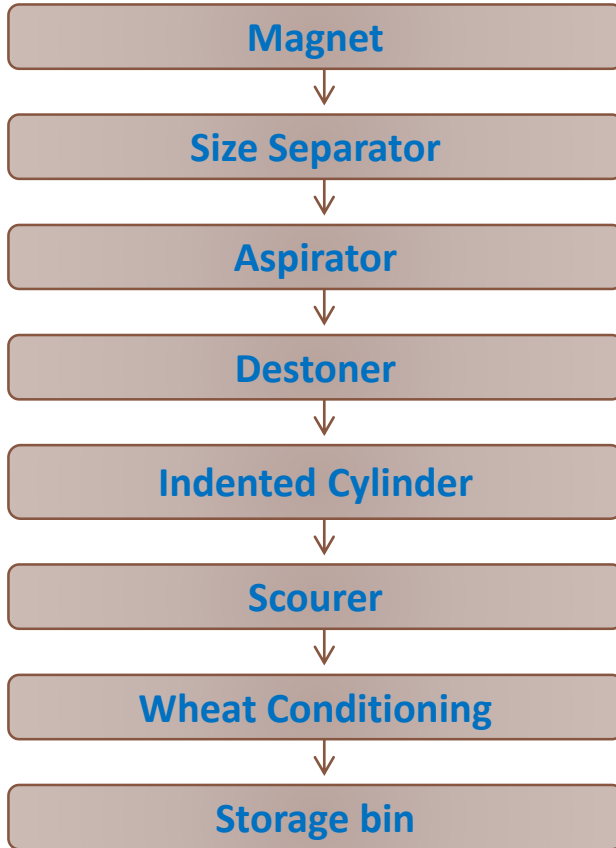 Magnet
Size Separator
Aspirator
Destoner
Indented Cylinder
Scourer
Wheat Conditioning
Storage bin